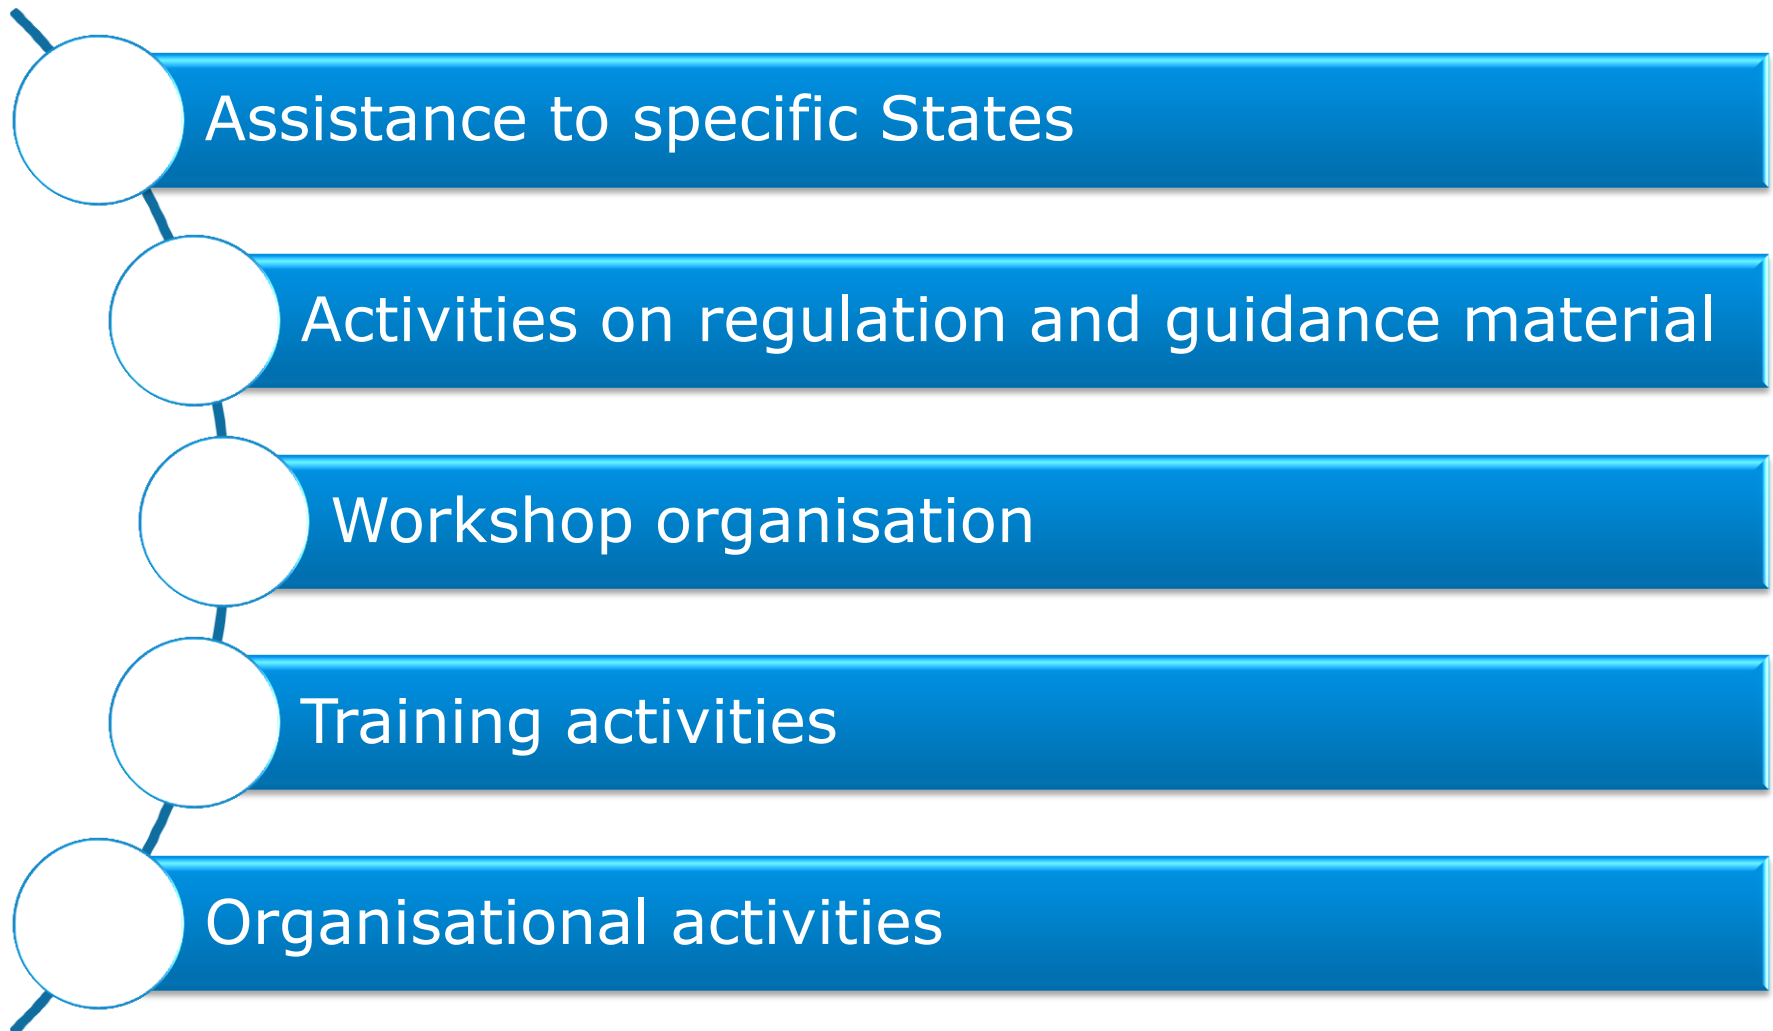 Assistance to specific States
Activities on regulation and guidance material
Workshop organisation
Training activities
Organisational activities